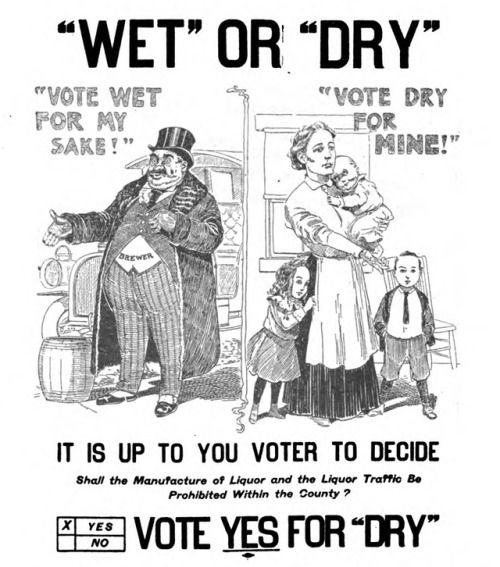 "WET" OR "DRY"
"VOTE WET
FOR MY
SAKE!"
"VOTE DRY
FOR
MINE!"
BREWER
IT IS UP TO YOU VOTER TO DECIDE
Shall the Manufacture of Liquor and the Liquor Traffic Be
Prohibited Within the County?
X YES
NO
VOTE YES FOR "DRY"